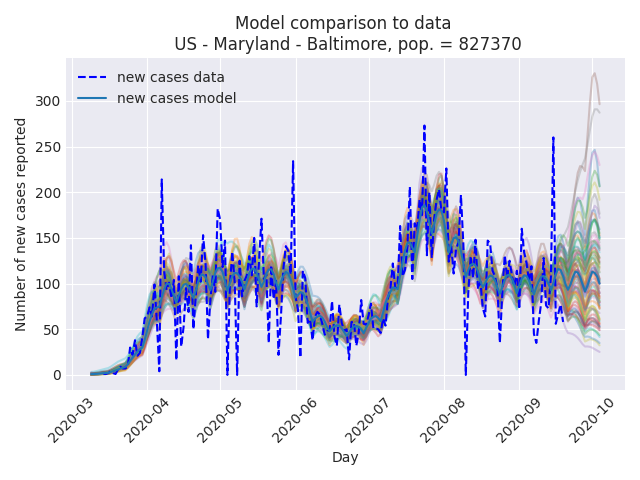 Model comparison to data
US - Maryland - Baltimore, pop. = 827370
new cases data
new cases model
Number of new cases reported
300
250
200
150
100
50
0
2020-03
2020-04
2020-05
2020-06
2020-07
2020-08
2020-09
2020-10
Day